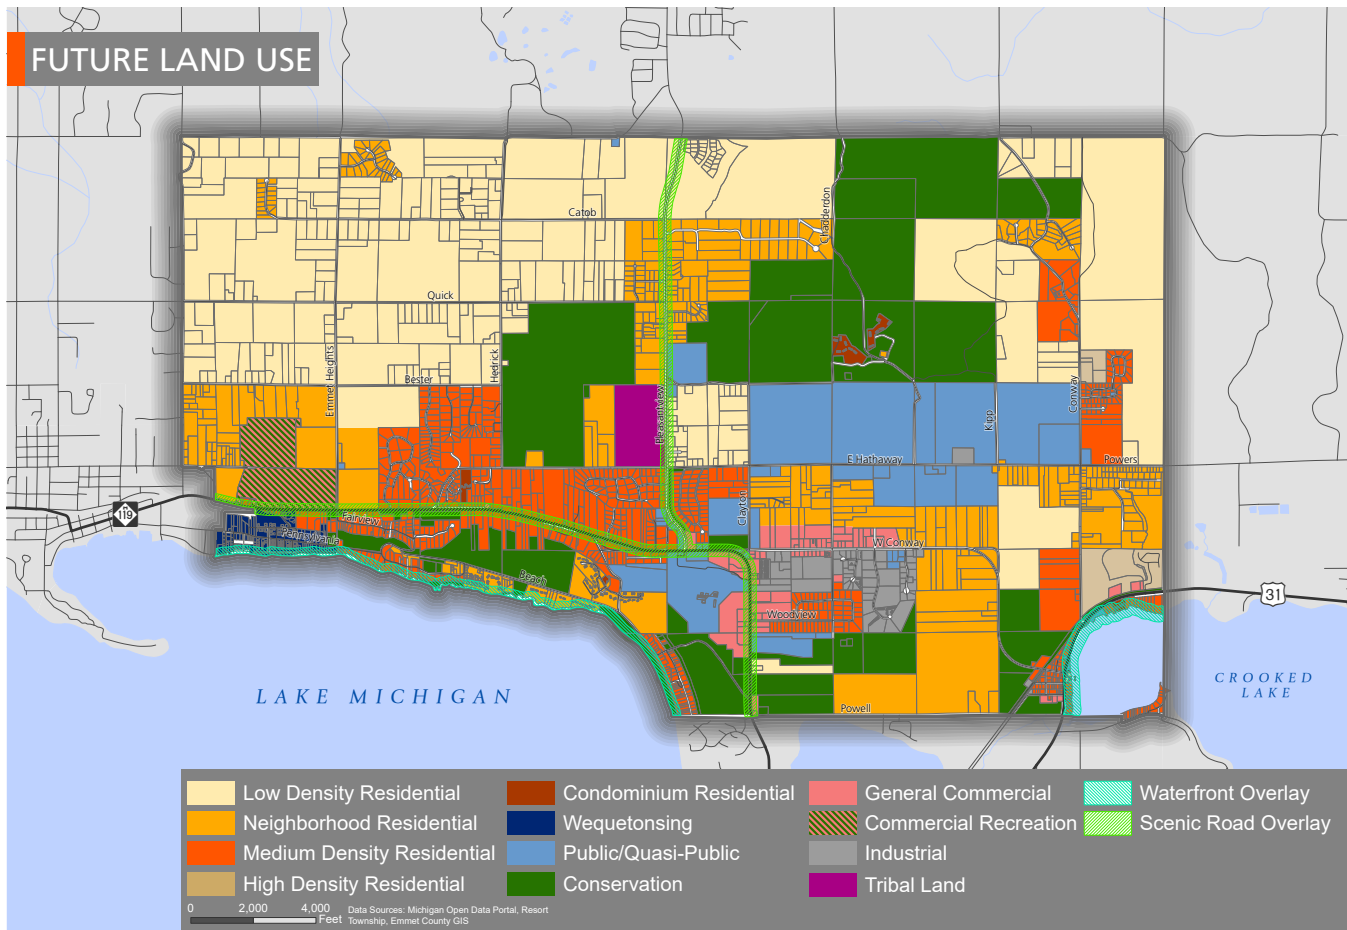 FUTURE LAND USE
Catob
Chadderdon
Quick
Emmet Heights
Hedrick
Bester
Pleasantview
Conway
Kipp
E Hathaway
Powers
119
Clayton
Fairview
Pennsylvania
W Conway
Beach
Woodview
31
LAKE MICHIGAN
CROOKED
LAKE
Powell
Low Density Residential
Neighborhood Residential
Medium Density Residential
High Density Residential
Condominium Residential
Wequetonsing
Public/Quasi-Public
Conservation
General Commercial
Commercial Recreation
Industrial
Tribal Land
Waterfront Overlay
Scenic Road Overlay
0 2,000 4,000
Feet
Data Sources: Michigan Open Data Portal, Resort
Township, Emmet County GIS